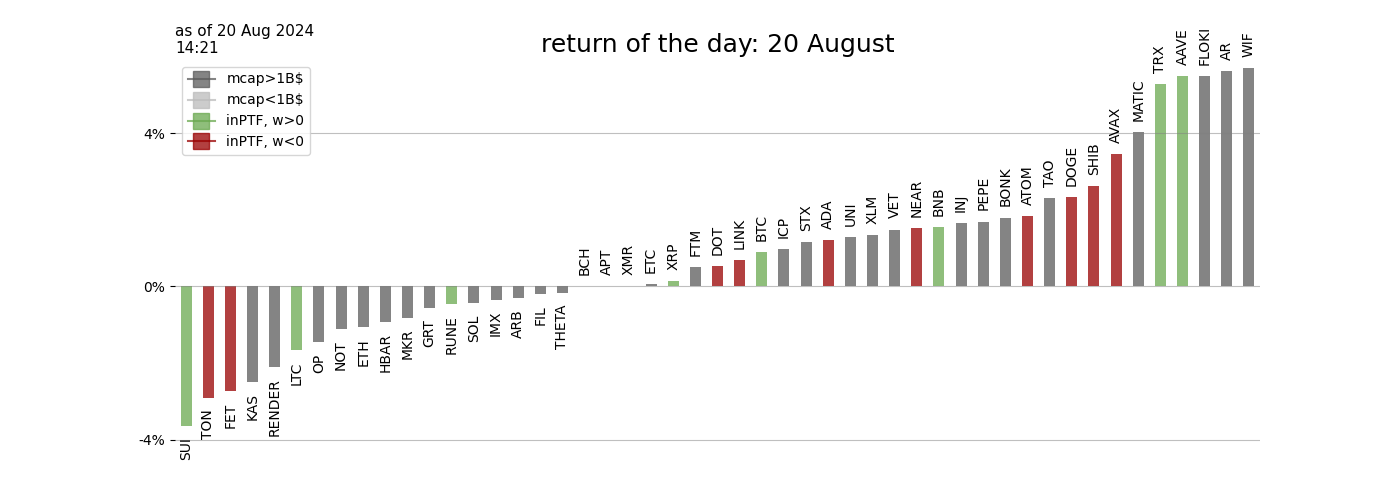 as of 20 Aug 2024
14:21
return of the day: 20 August
mcap>1B$
mcap<1B$
inPTF, w>0
inPTF, w<0
4%
0%
-4%
SUI
TON
FET
KAS
RENDER
LTC
OP
NOT
ETH
HBAR
MKR
GRT
RUNE
SOL
IMX
ARB
FIL
THETA
BCH
APT
XMR
ETC
XRP
FTM
DOT
LINK
BTC
ICP
STX
ADA
UNI
XLM
VET
NEAR
BNB
INJ
PEPE
BONK
ATOM
TAO
DOGE
SHIB
AVAX
MATIC
TRX
AAVE
FLOKI
AR
WIF